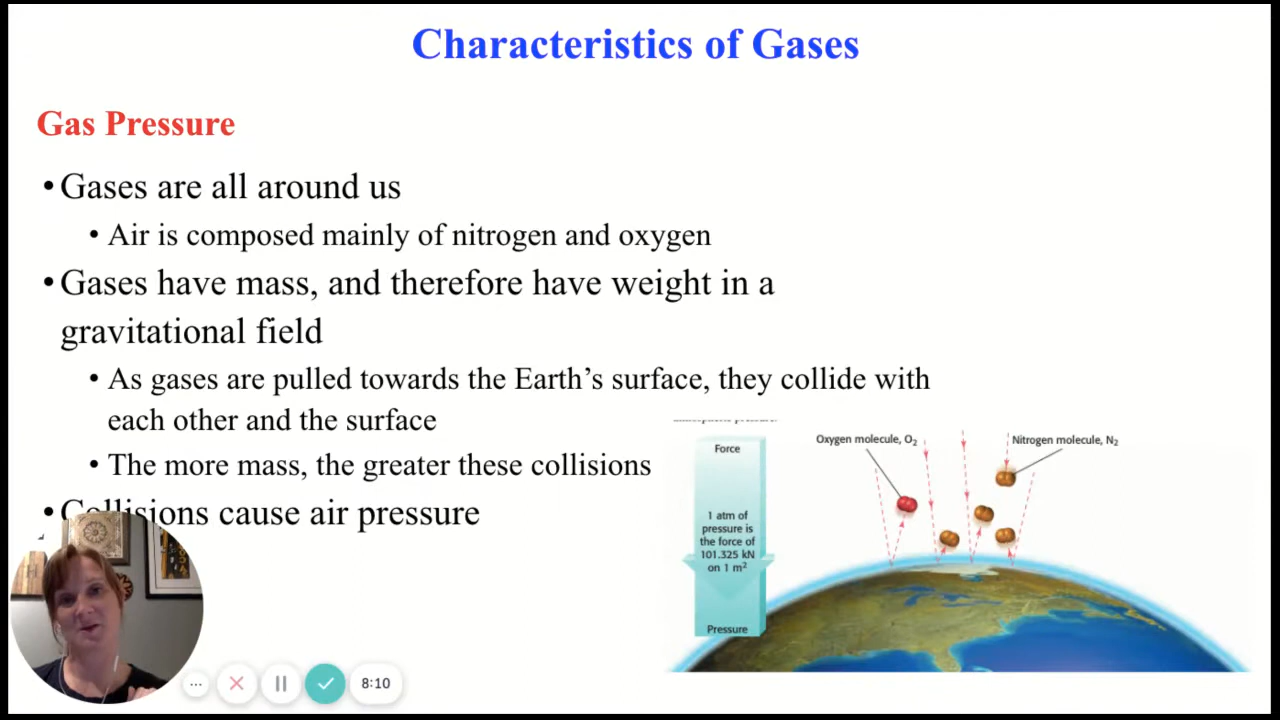 Characteristics of Gases
Gas Pressure
• Gases are all around us
• Air is composed mainly of nitrogen and oxygen
• Gases have mass, and therefore have weight in a
gravitational field
• As gases are pulled towards the Earth’s surface, they collide with
each other and the surface
• The more mass, the greater these collisions
• Collisions cause air pressure
Force
1 atm of
pressure is
the force of
101.325 kN
on 1 m²
Pressure
Oxygen molecule, O₂
Nitrogen molecule, N₂
8:10